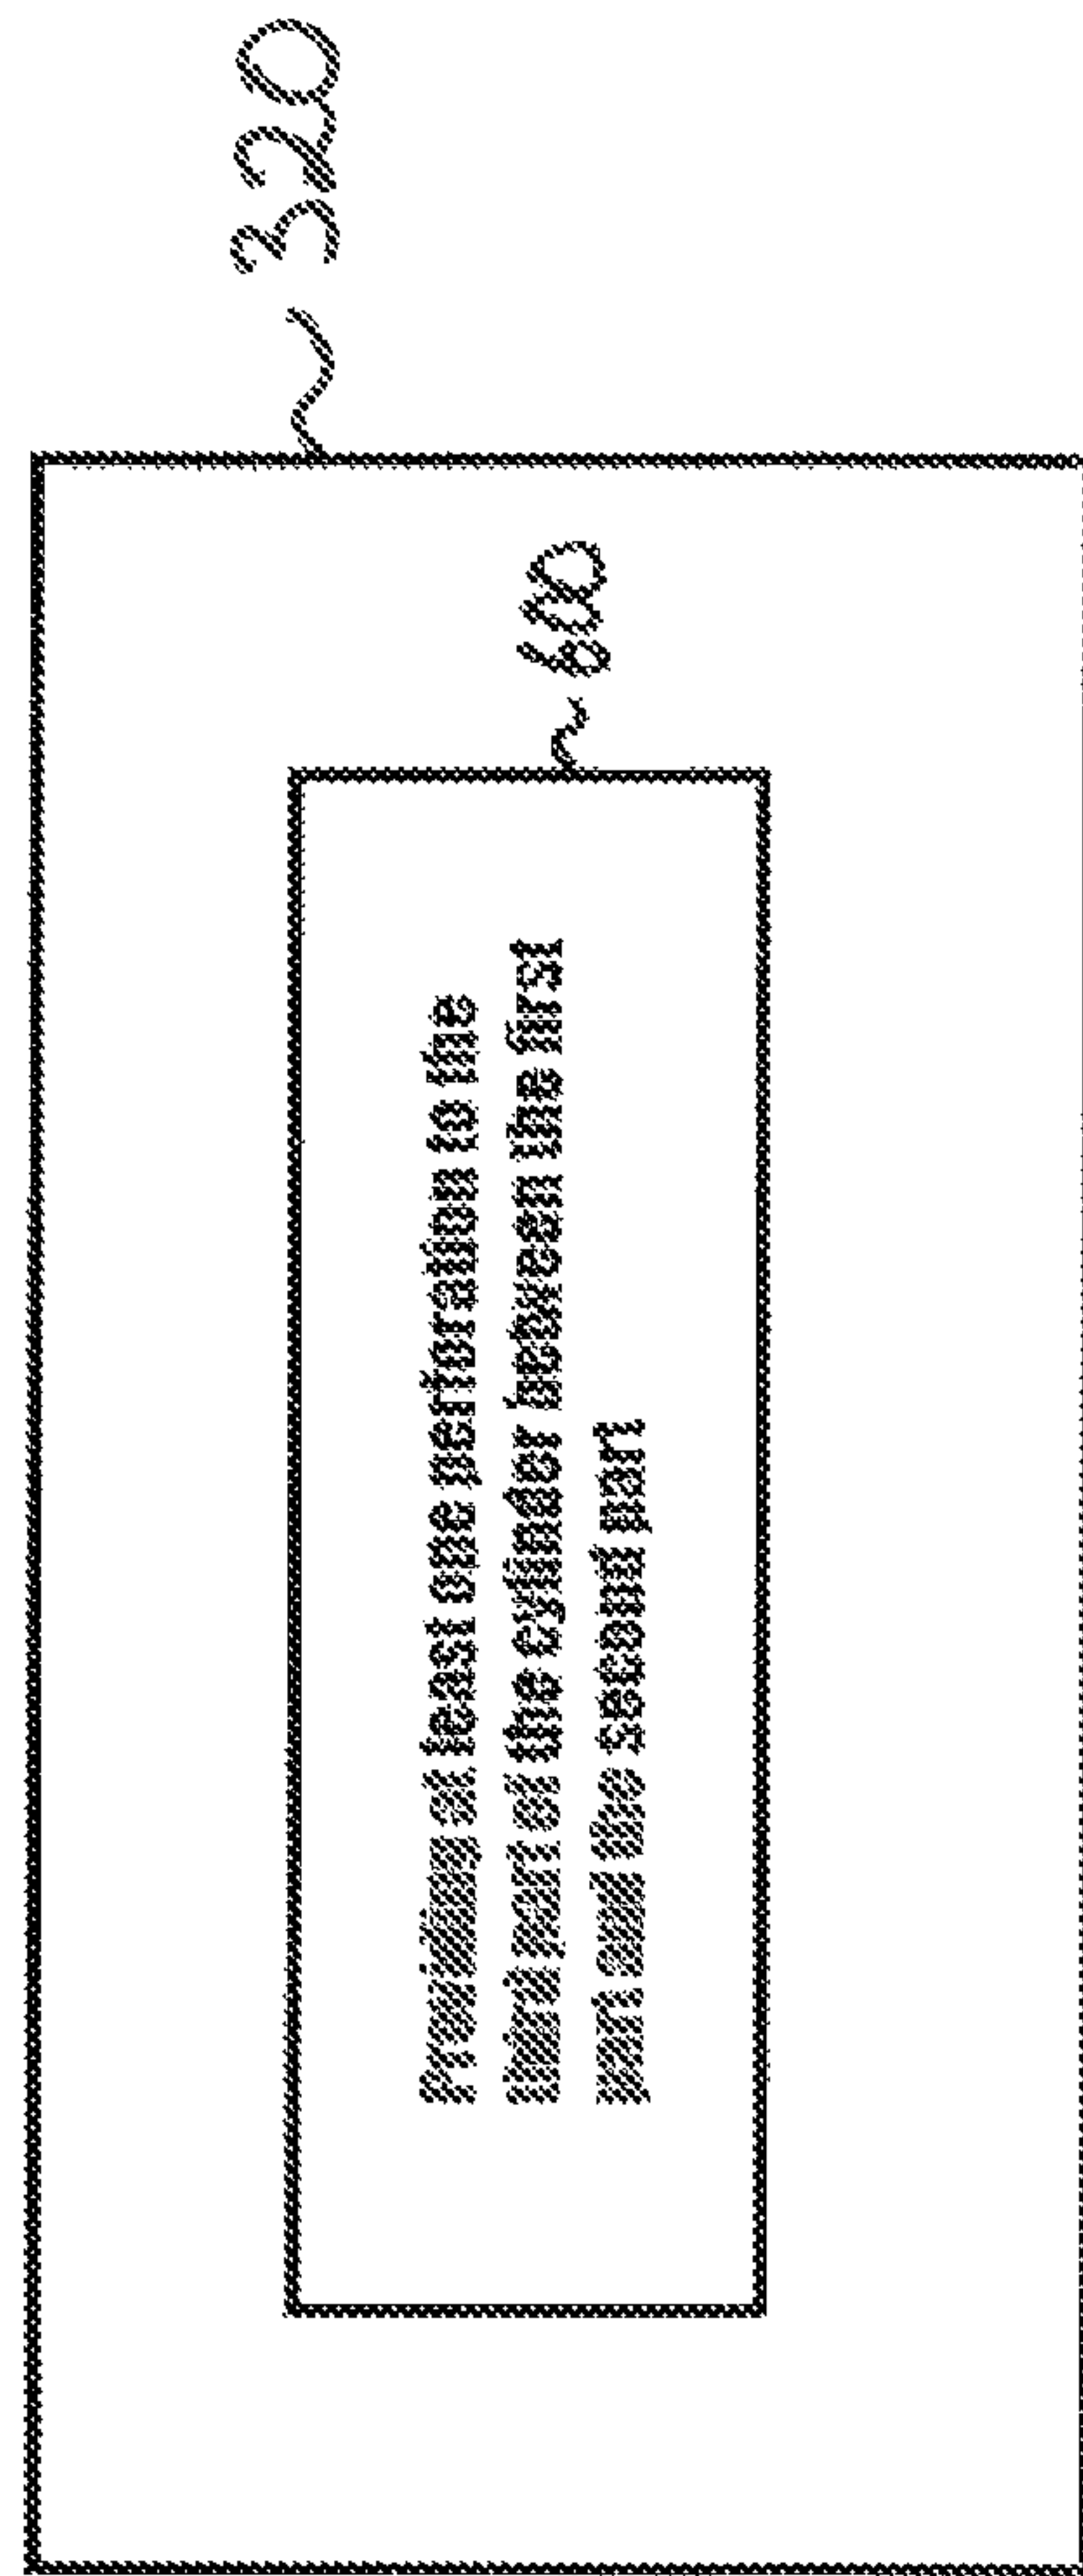 320
600
Providing at least one perforation to the
third part of the cylinder between the first
part and the second part